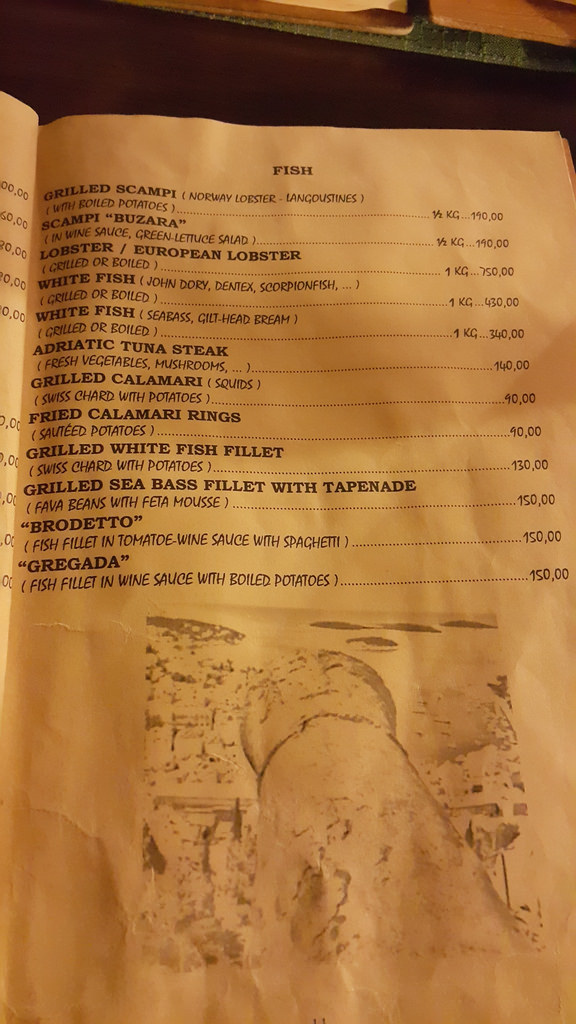 FISH
GRILLED SCAMPI ( NORWAY LOBSTER - LANGOUSTINES )
( WITH BOILED POTATOES )............½ KG...190,00
SCAMPI “BUZARA”
( IN WINE SAUCE, GREEN-LETTUCE SALAD )............½ KG...190,00
LOBSTER / EUROPEAN LOBSTER
( GRILLED OR BOILED )............1 KG...750,00
WHITE FISH ( JOHN DORY, DENTEX, SCORPIONFISH, ... )
( GRILLED OR BOILED )............1 KG...430,00
WHITE FISH ( SEABASS, GILT-HEAD BREAM )
( GRILLED OR BOILED )............1 KG...340,00
ADRIATIC TUNA STEAK
( FRESH VEGETABLES, MUSHROOMS, ... )............140,00
GRILLED CALAMARI ( SQUIDS )
( SWISS CHARD WITH POTATOES )............90,00
FRIED CALAMARI RINGS
( SAUTÉED POTATOES )............90,00
GRILLED WHITE FISH FILLET
( SWISS CHARD WITH POTATOES )............130,00
GRILLED SEA BASS FILLET WITH TAPENADE
( FAVA BEANS WITH FETA MOUSSE )............150,00
“BRODETTO”
( FISH FILLET IN TOMATOE-WINE SAUCE WITH SPAGHETTI )............150,00
“GREGADA”
( FISH FILLET IN WINE SAUCE WITH BOILED POTATOES )............150,00